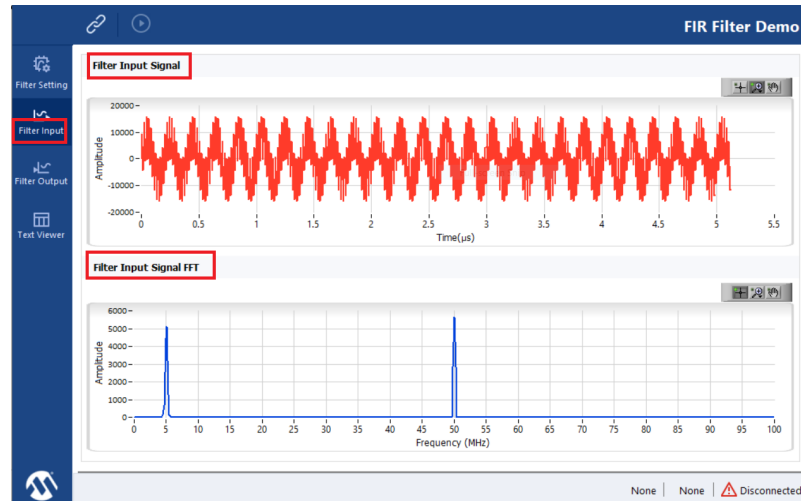 FIR Filter Demo
Filter Setting
Filter Input
Filter Output
Text Viewer
Filter Input Signal
20000
10000
0
-10000
-20000
Amplitude
0 0.5 1 1.5 2 2.5 3 3.5 4 4.5 5 5.5
Time(µs)
Filter Input Signal FFT
6000
5000
4000
3000
2000
1000
0
Amplitude
0 5 10 15 20 25 30 35 40 45 50 55 60 65 70 75 80 85 90 95 100
Frequency (MHz)
None None Disconnected